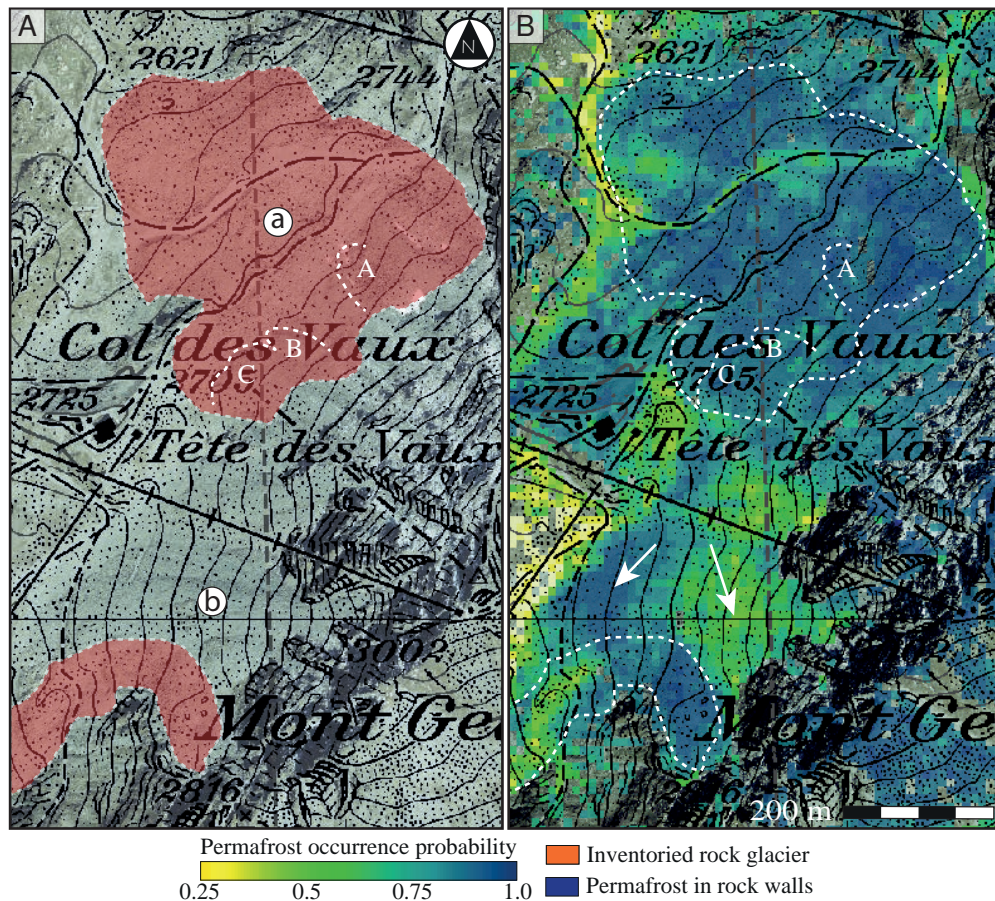 A
N
2621
2744
a
A
B
C
Col des Vaux
2705
2725
Tête des Vaux
b
3002
Mont Ge
2816
B
2621
2744
A
B
C
Col des Vaux
2705
2725
Tête des Vaux
Mont Ge
200 m
Permafrost occurrence probability
0.25 0.5 0.75 1.0
Inventoried rock glacier
Permafrost in rock walls